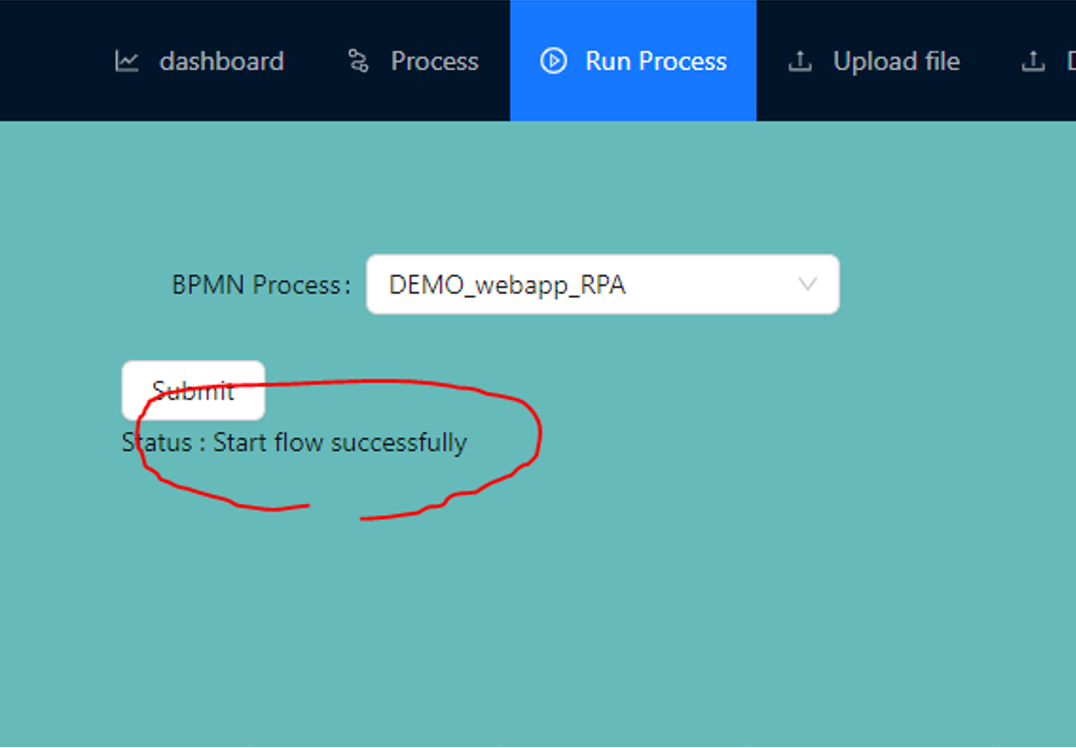 dashboard Process Run Process Upload file D
BPMN Process: DEMO_webapp_RPA
Submit
Status : Start flow successfully